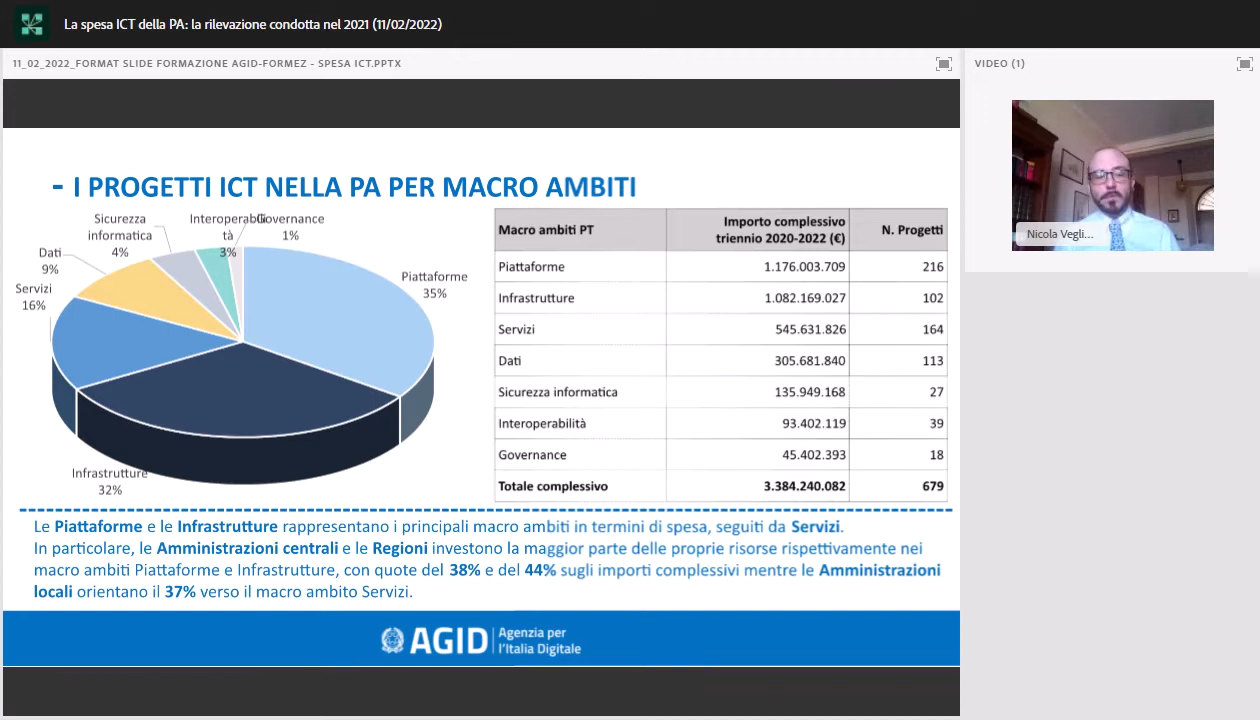 La spesa ICT della PA: la rilevazione condotta nel 2021 (11/02/2022)
11_02_2022_FORMAT SLIDE FORMAZIONE AGID-FORMEZ - SPESA ICT.PPTX
VIDEO (1)
Nicola Vegli...
- I PROGETTI ICT NELLA PA PER MACRO AMBITI
Sicurezza
informatica
4%
Interoperabili
tà
3%
Governance
1%
Dati
9%
Servizi
16%
Piattaforme
35%
Infrastrutture
32%
Macro ambiti PT Importo complessivo triennio 2020-2022 (€) N. Progetti
Piattaforme 1.176.003.709 216
Infrastrutture 1.082.169.027 102
Servizi 545.631.826 164
Dati 305.681.840 113
Sicurezza informatica 135.949.168 27
Interoperabilità 93.402.119 39
Governance 45.402.393 18
Totale complessivo 3.384.240.082 679
Le Piattaforme e le Infrastrutture rappresentano i principali macro ambiti in termini di spesa, seguiti da Servizi.
In particolare, le Amministrazioni centrali e le Regioni investono la maggior parte delle proprie risorse rispettivamente nei
macro ambiti Piattaforme e Infrastrutture, con quote del 38% e del 44% sugli importi complessivi mentre le Amministrazioni
locali orientano il 37% verso il macro ambito Servizi.
AGID
Agenzia per
l'Italia Digitale